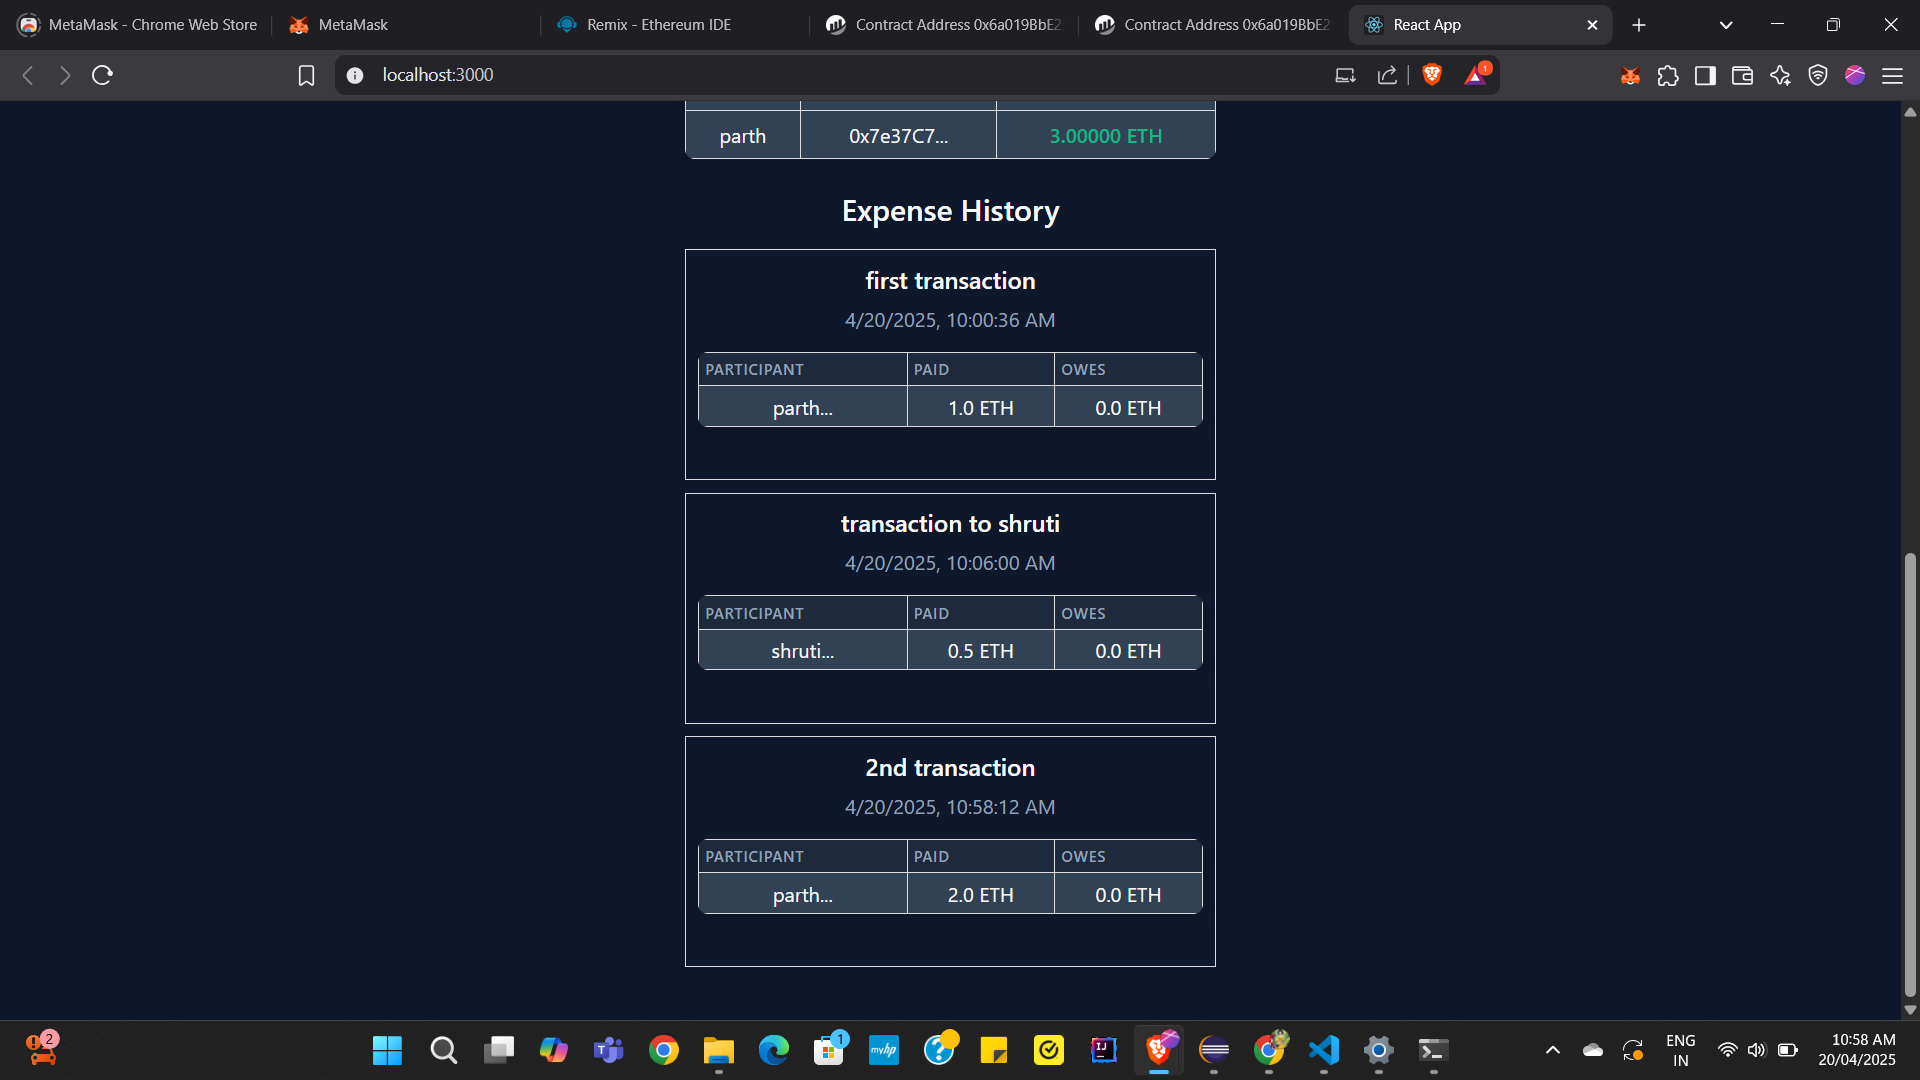 MetaMask - Chrome Web Store
MetaMask
Remix - Ethereum IDE
Contract Address 0x6a019BbE2
Contract Address 0x6a019BbE2
React App
localhost:3000
1
parth 0x7e37C7... 3.00000 ETH
Expense History
first transaction
4/20/2025, 10:00:36 AM
PARTICIPANT PAID OWES
parth... 1.0 ETH 0.0 ETH
transaction to shruti
4/20/2025, 10:06:00 AM
PARTICIPANT PAID OWES
shruti... 0.5 ETH 0.0 ETH
2nd transaction
4/20/2025, 10:58:12 AM
PARTICIPANT PAID OWES
parth... 2.0 ETH 0.0 ETH
2
1
myhp
IJ
ENG
IN
10:58 AM
20/04/2025